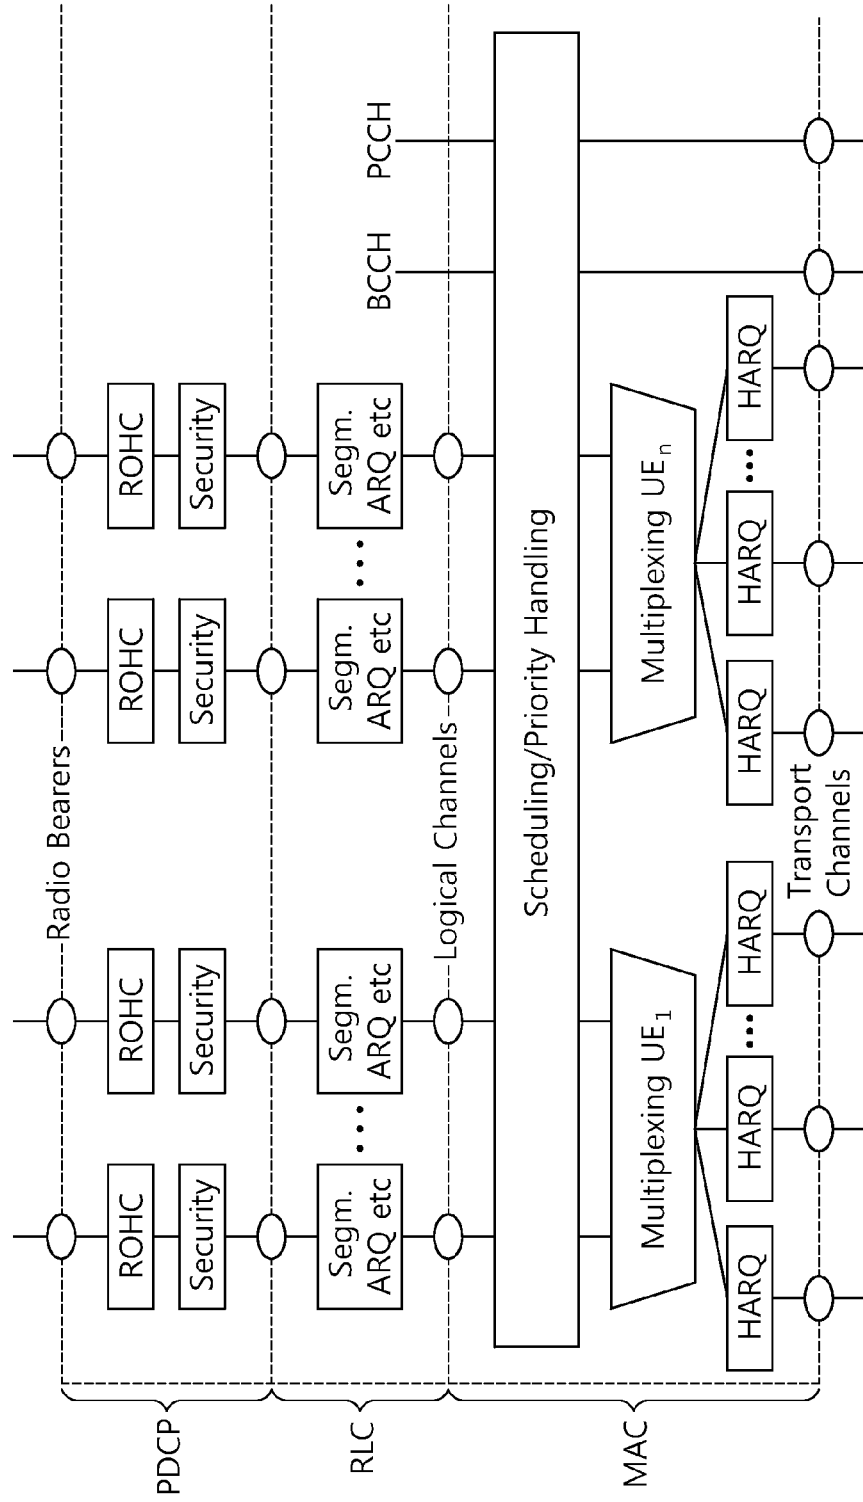 Radio Bearers
PDCP
ROHC
ROHC
ROHC
ROHC
Security
Security
Security
Security
RLC
Segm.
ARQ etc
...
Segm.
ARQ etc
Segm.
ARQ etc
...
Segm.
ARQ etc
BCCH
PCCH
Logical Channels
MAC
Scheduling/Priority Handling
Multiplexing UE1
Multiplexing UEn
HARQ
HARQ
...
HARQ
HARQ
HARQ
...
HARQ
Transport
Channels